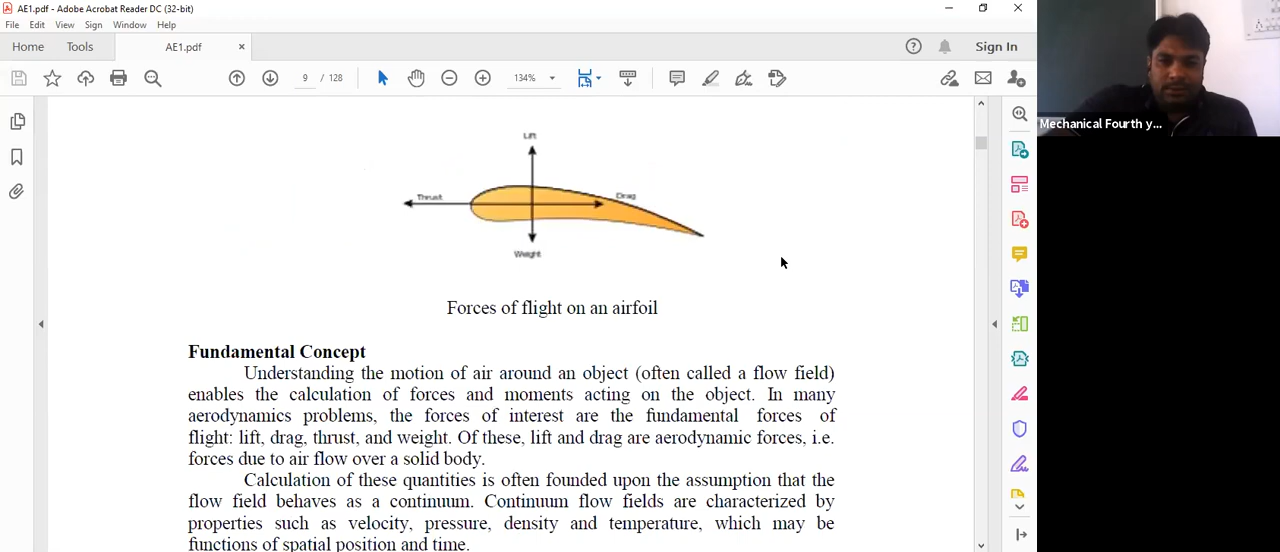 AE1.pdf - Adobe Acrobat Reader DC (32-bit)
File Edit View Sign Window Help
Home Tools AE1.pdf × Sign In
9 / 128 134%
Lift
Thrust Drag
Weight
Forces of flight on an airfoil
Fundamental Concept
Understanding the motion of air around an object (often called a flow field)
enables the calculation of forces and moments acting on the object. In many
aerodynamics problems, the forces of interest are the fundamental forces of
flight: lift, drag, thrust, and weight. Of these, lift and drag are aerodynamic forces, i.e.
forces due to air flow over a solid body.
Calculation of these quantities is often founded upon the assumption that the
flow field behaves as a continuum. Continuum flow fields are characterized by
properties such as velocity, pressure, density and temperature, which may be
functions of spatial position and time.
Mechanical Fourth y...